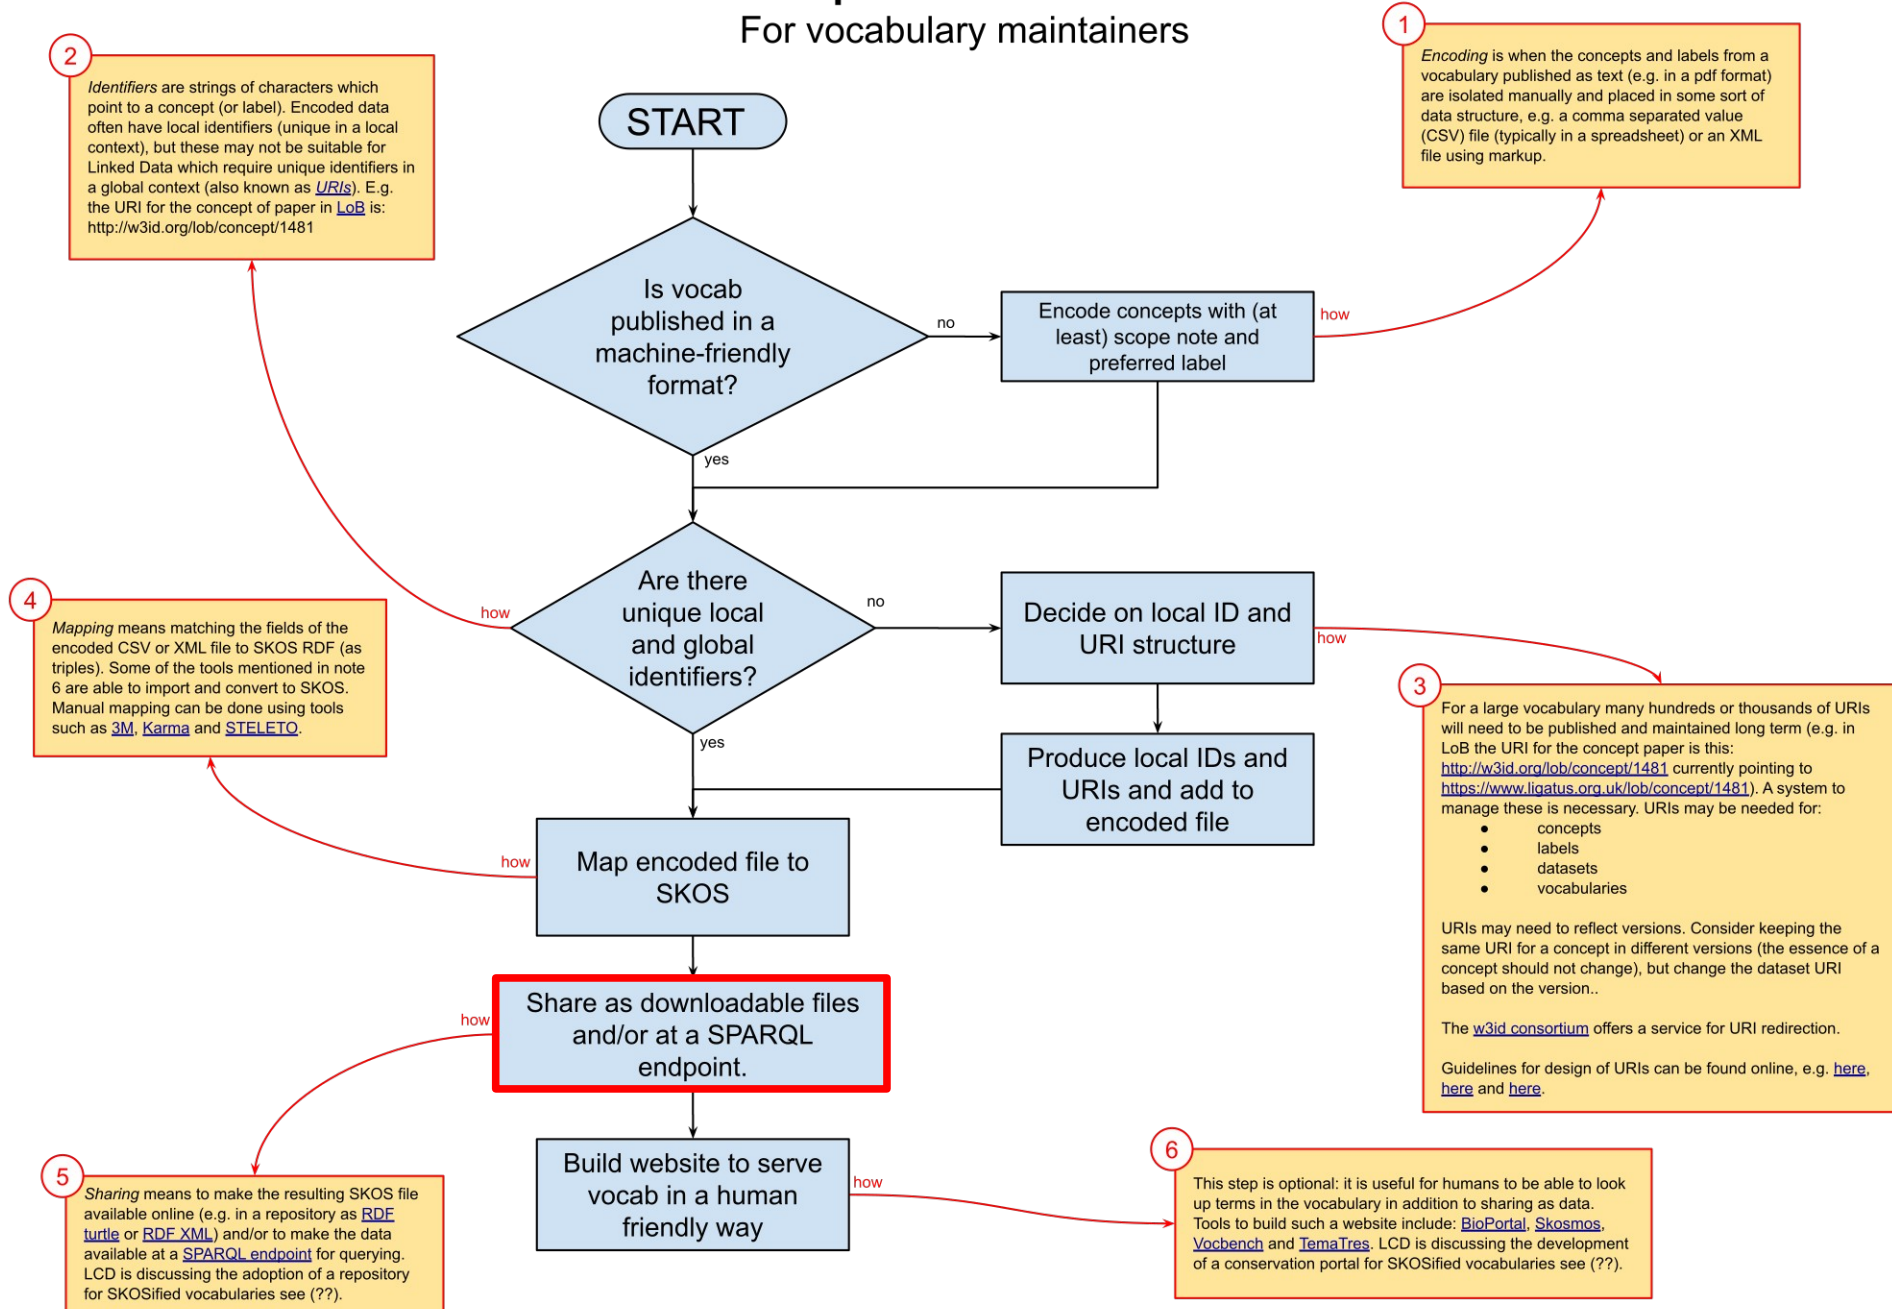 For vocabulary maintainers
1
Encoding is when the concepts and labels from a
vocabulary published as text (e.g. in a pdf format)
are isolated manually and placed in some sort of
data structure, e.g. a comma separated value
(CSV) file (typically in a spreadsheet) or an XML
file using markup.
2
Identifiers are strings of characters which
point to a concept (or label). Encoded data
often have local identifiers (unique in a local
context), but these may not be suitable for
Linked Data which require unique identifiers in
a global context (also known as URIs). E.g.
the URI for the concept of paper in LoB is:
http://w3id.org/lob/concept/1481
START
Is vocab
published in a
machine-friendly
format?
no
Encode concepts with (at
least) scope note and
preferred label
how
yes
Are there
unique local
and global
identifiers?
how
no
Decide on local ID and
URI structure
how
yes
Produce local IDs and
URIs and add to
encoded file
4
Mapping means matching the fields of the
encoded CSV or XML file to SKOS RDF (as
triples). Some of the tools mentioned in note
6 are able to import and convert to SKOS.
Manual mapping can be done using tools
such as 3M, Karma and STELETO.
3
For a large vocabulary many hundreds or thousands of URIs
will need to be published and maintained long term (e.g. in
LoB the URI for the concept paper is this:
http://w3id.org/lob/concept/1481 currently pointing to
https://www.ligatus.org.uk/lob/concept/1481). A system to
manage these is necessary. URIs may be needed for:
● concepts
● labels
● datasets
● vocabularies
URIs may need to reflect versions. Consider keeping the
same URI for a concept in different versions (the essence of a
concept should not change), but change the dataset URI
based on the version..
The w3id consortium offers a service for URI redirection.
Guidelines for design of URIs can be found online, e.g. here,
here and here.
how
Map encoded file to
SKOS
how
Share as downloadable files
and/or at a SPARQL
endpoint.
Build website to serve
vocab in a human
friendly way
how
5
Sharing means to make the resulting SKOS file
available online (e.g. in a repository as RDF
turtle or RDF XML) and/or to make the data
available at a SPARQL endpoint for querying.
LCD is discussing the adoption of a repository
for SKOSified vocabularies see (??).
6
This step is optional: it is useful for humans to be able to look
up terms in the vocabulary in addition to sharing as data.
Tools to build such a website include: BioPortal, Skosmos,
Vocbench and TemaTres. LCD is discussing the development
of a conservation portal for SKOSified vocabularies see (??).